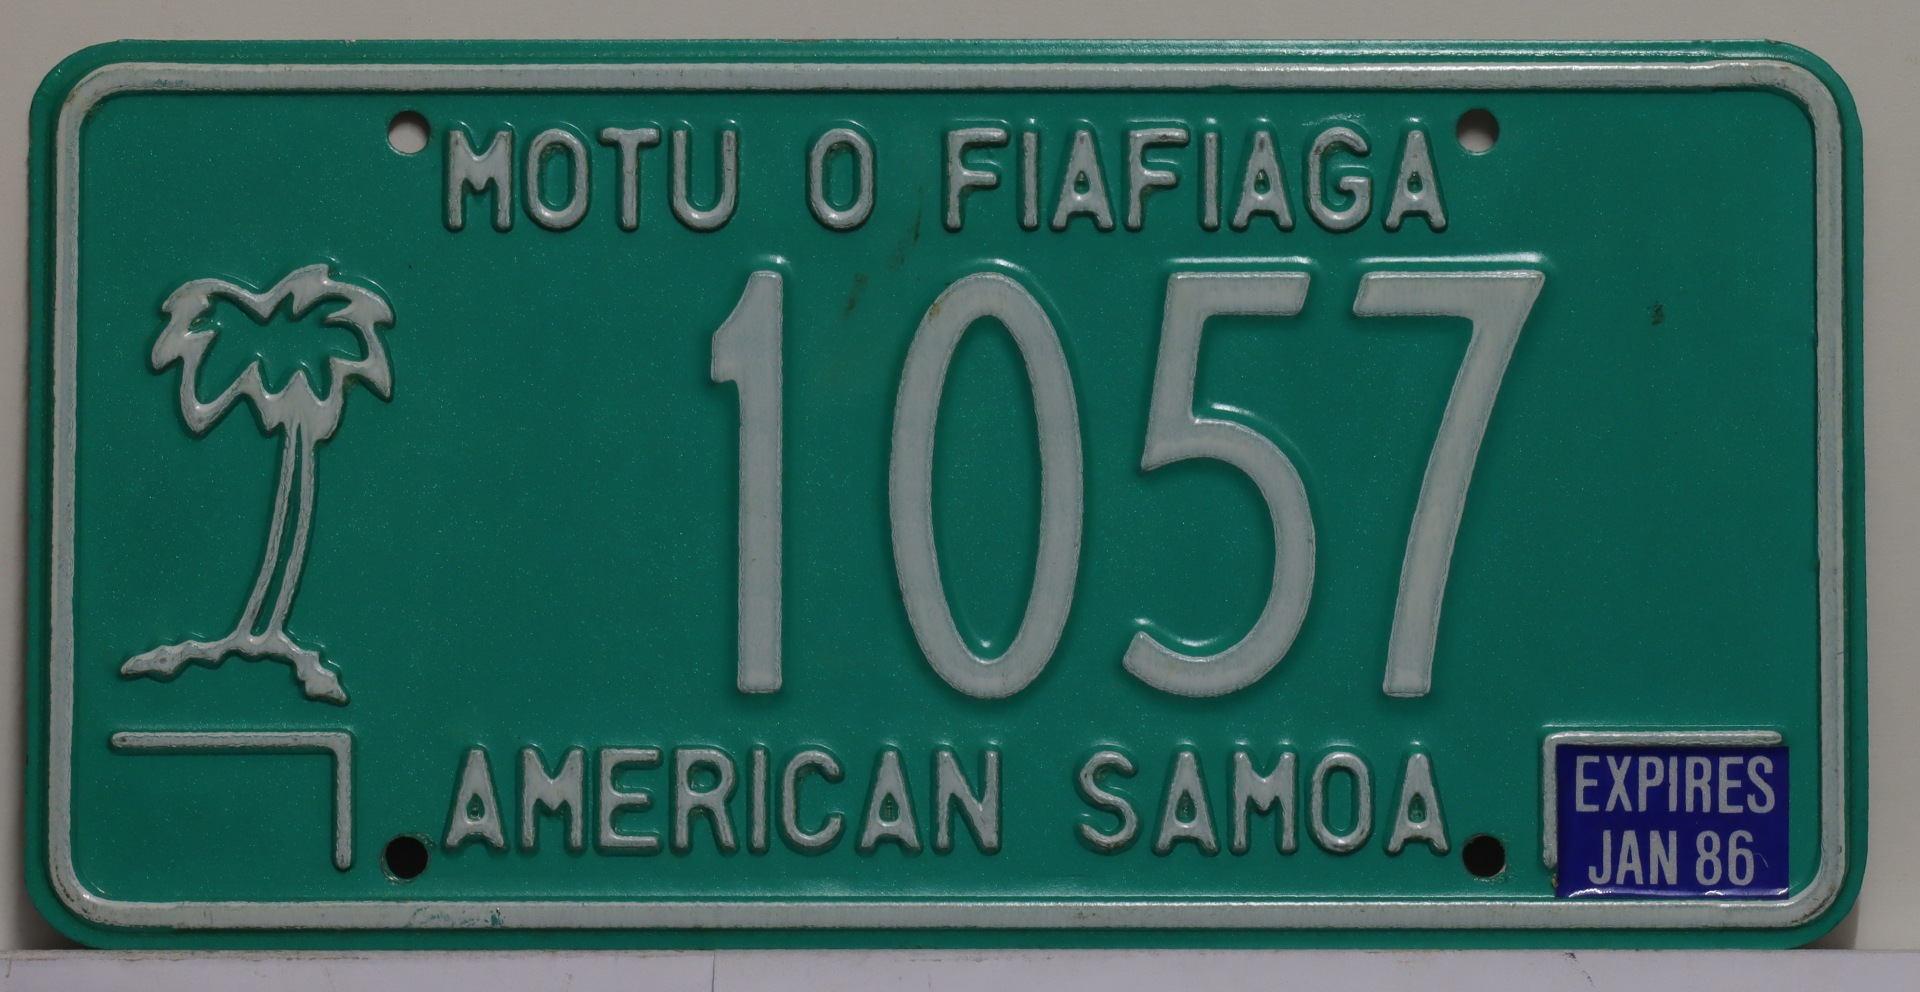 MOTU O FIAFIAGA
1057
AMERICAN SAMOA
EXPIRES
JAN 86